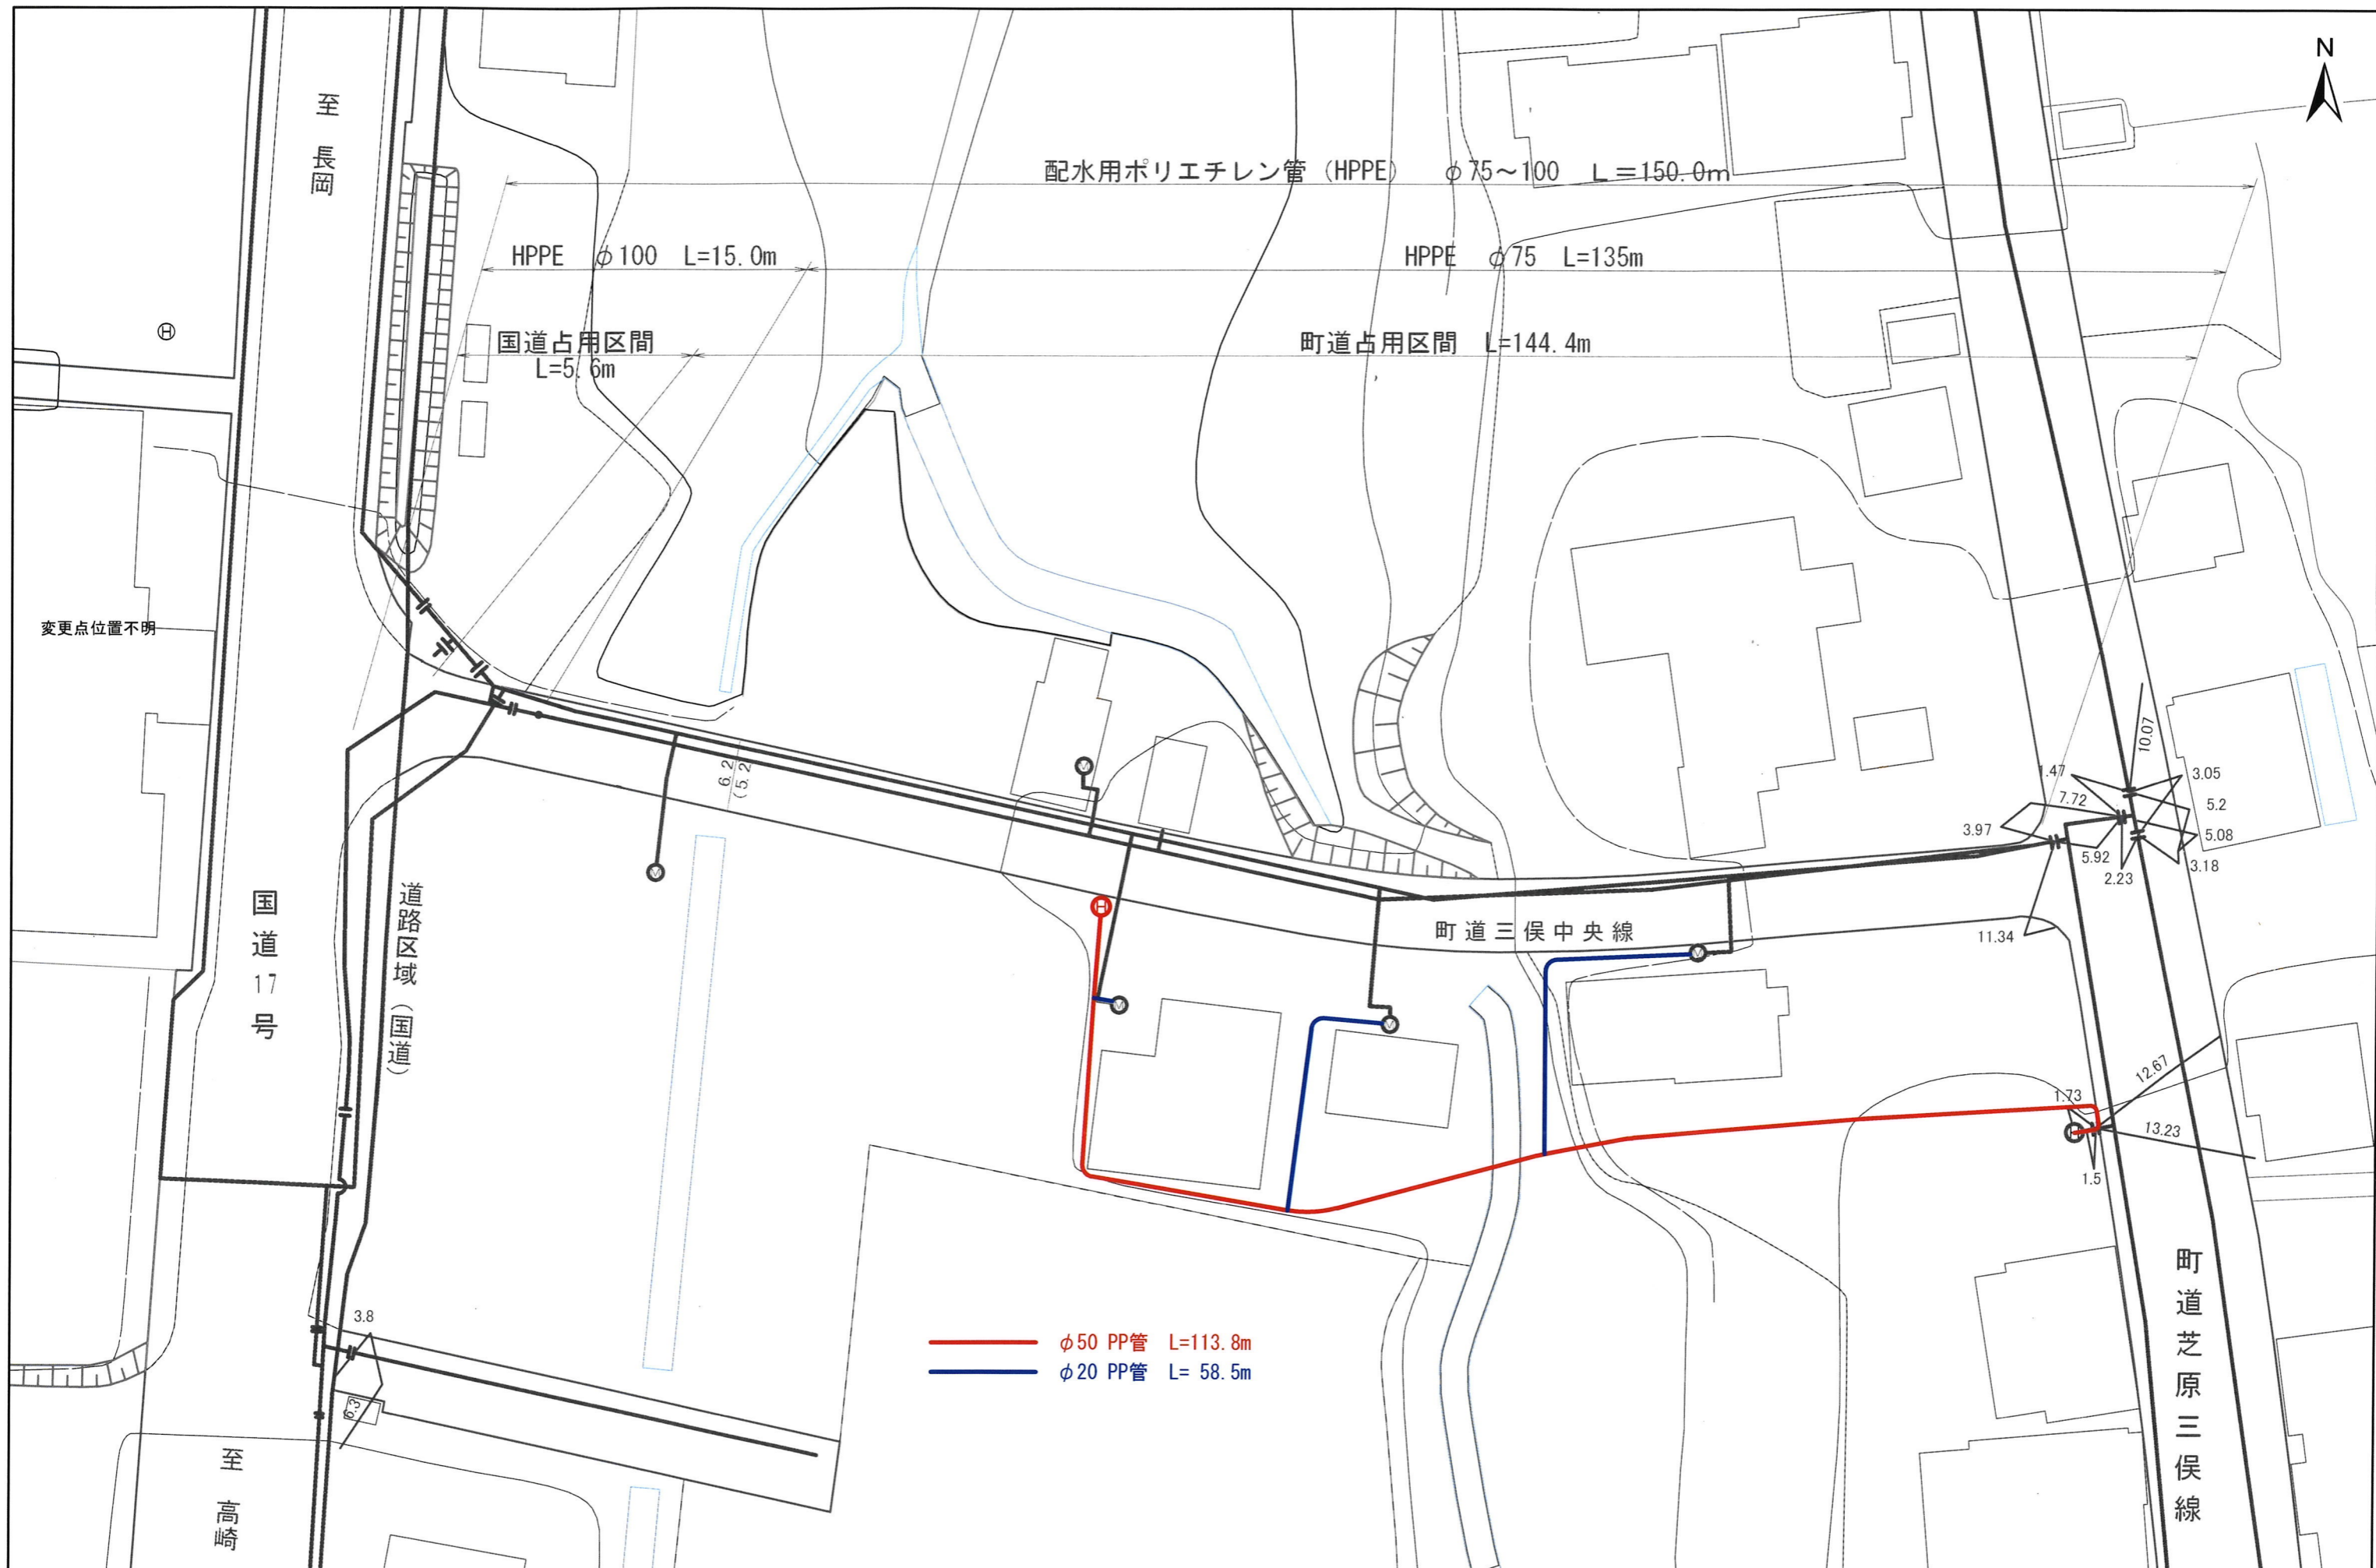 N
至 長岡
配水用ポリエチレン管 (HPPE) φ75～100 L＝150.0m
HPPE φ100 L=15.0m
HPPE φ75 L=135m
国道占用区間
L=5.6m
町道占用区間 L=144.4m
H
変更点位置不明
6.2
(5.2
M
M
M
M
M
H
町道三俣中央線
10.07
1.47
3.05
7.72
5.2
3.97
5.08
5.92
3.18
2.23
11.34
国道17号
道路区域（国道）
12.67
1.73
H
13.23
1.5
町道芝原三俣線
3.8
6.3
φ50 PP管 L=113.8m
φ20 PP管 L= 58.5m
至 高崎